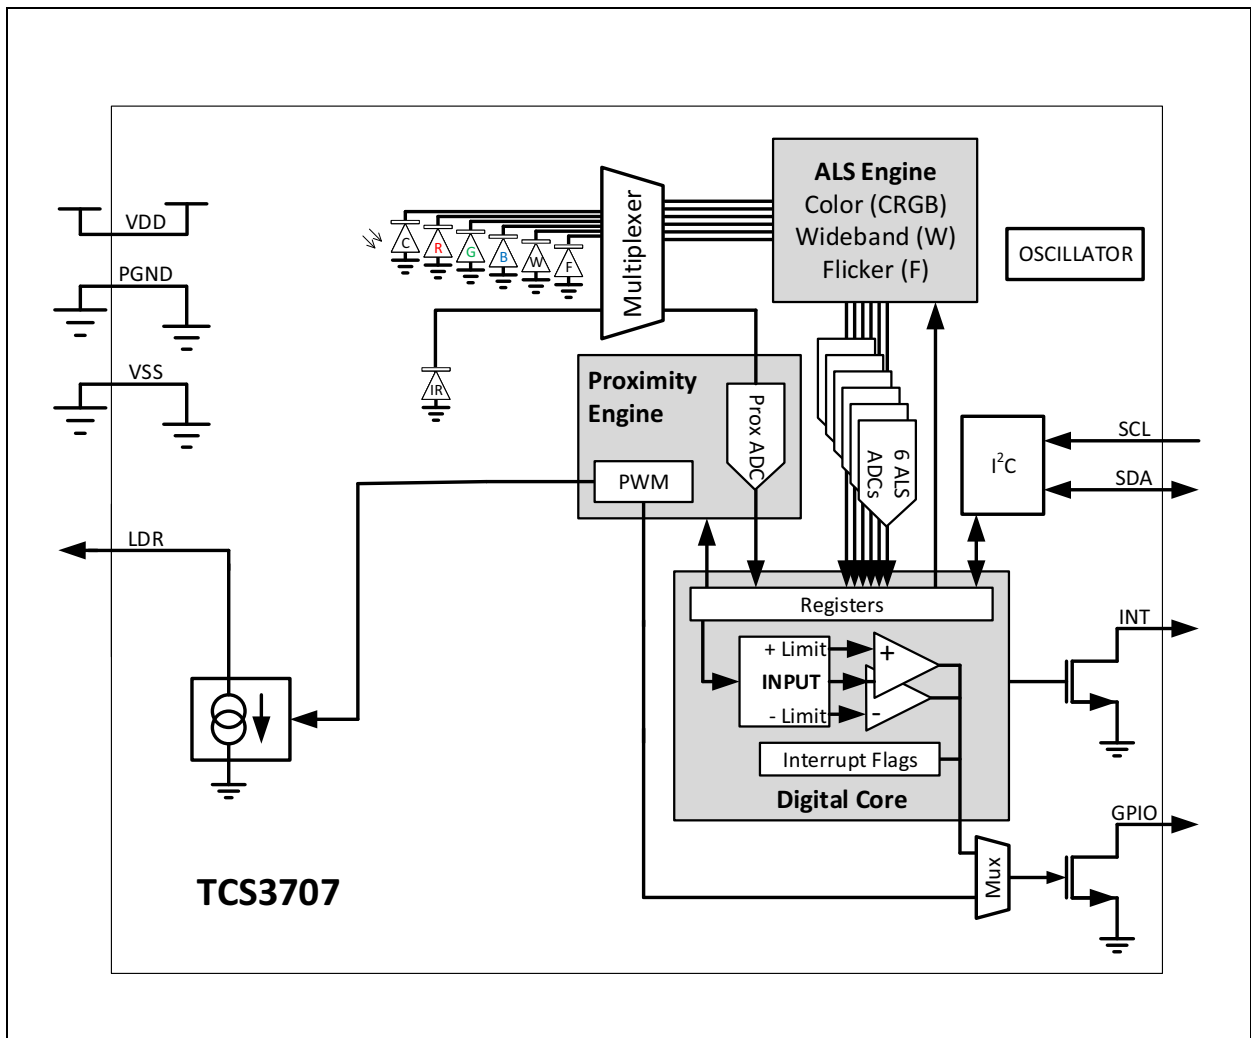 ALS Engine
Color (CRGB)
Wideband (W)
Flicker (F)
OSCILLATOR
Multiplexer
VDD
PGND
VSS
C
R
G
B
W
F
IR
Proximity
Engine
Prox ADC
PWM
6 ALS
ADCs
I²C
SCL
SDA
LDR
Registers
+ Limit
INPUT
- Limit
+
-
Interrupt Flags
Digital Core
INT
GPIO
Mux
TCS3707